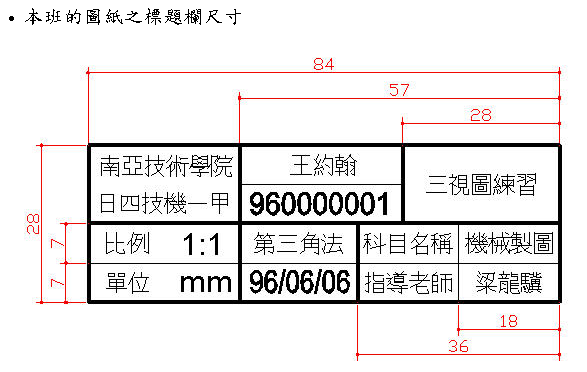 本班的圖紙之標題欄尺寸
84
57
28
南亞技術學院
日四技機一甲
王約翰
960000001
三視圖練習
28
7
7
比例 1:1
第三角法
科目名稱
機械製圖
單位 mm
96/06/06
指導老師
梁龍驥
18
36